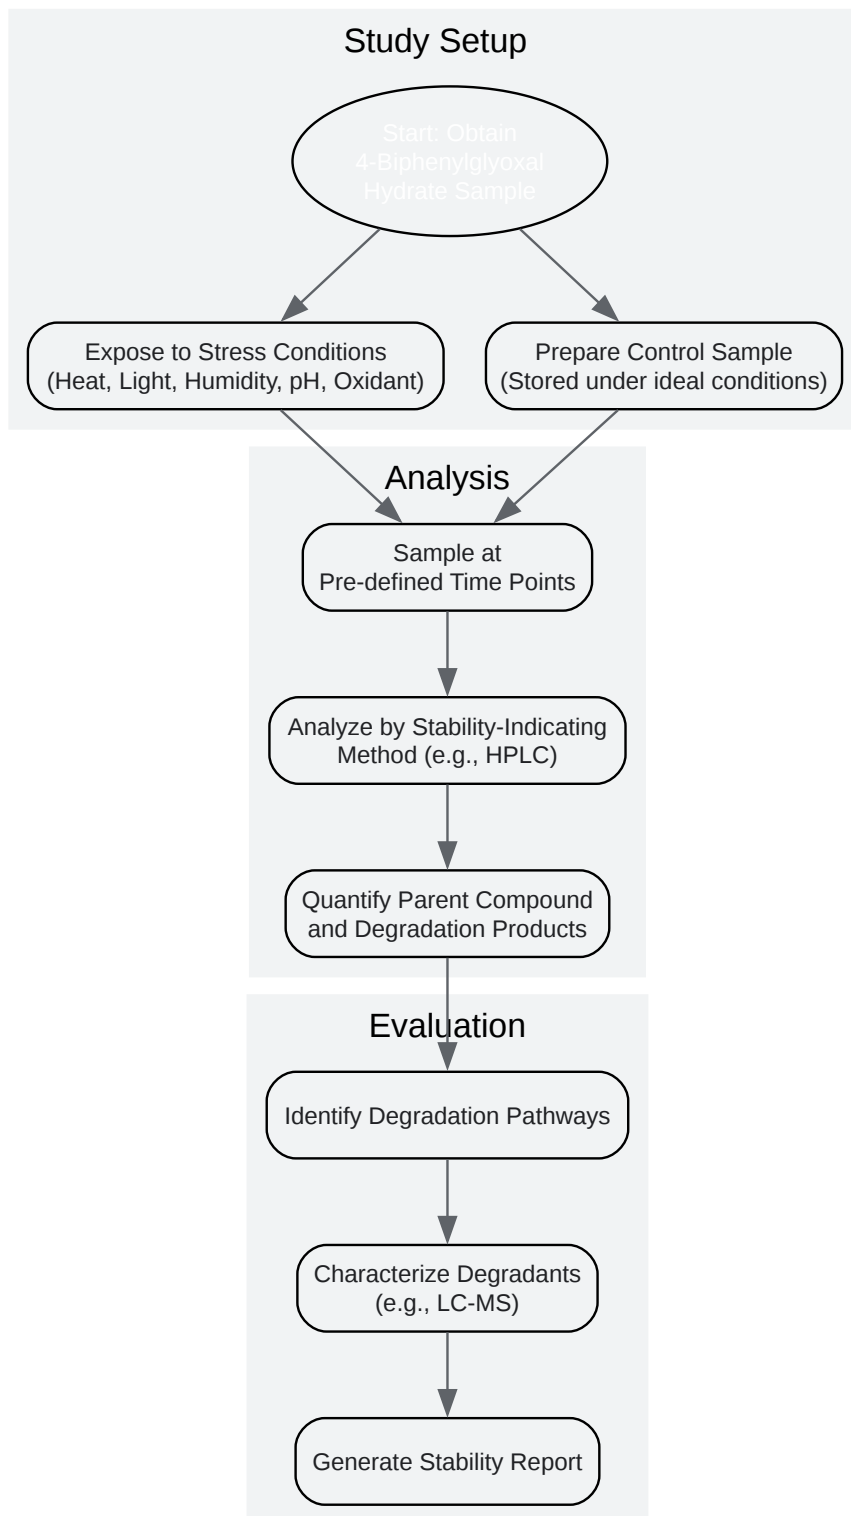 Study Setup
Start: Obtain
4-Biphenylglyoxal
Hydrate Sample
Expose to Stress Conditions
(Heat, Light, Humidity, pH, Oxidant)
Prepare Control Sample
(Stored under ideal conditions)
Analysis
Sample at
Pre-defined Time Points
Analyze by Stability-Indicating
Method (e.g., HPLC)
Quantify Parent Compound
and Degradation Products
Evaluation
Identify Degradation Pathways
Characterize Degradants
(e.g., LC-MS)
Generate Stability Report